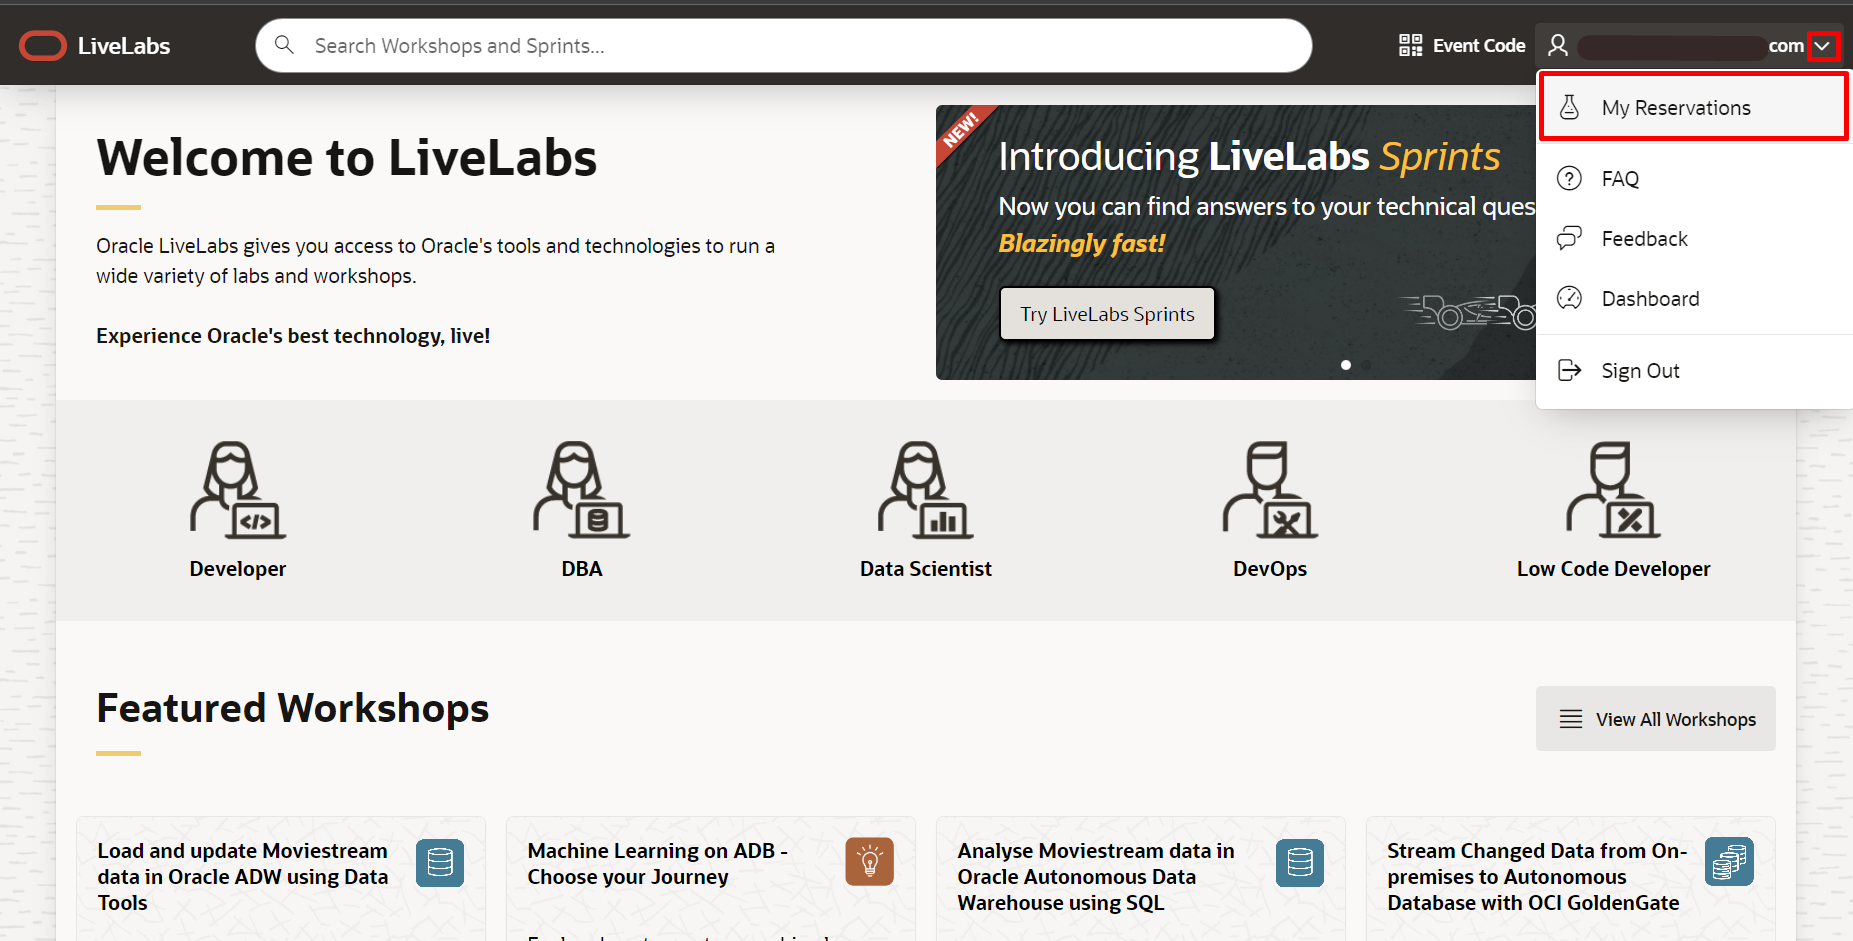 LiveLabs
Search Workshops and Sprints...
Event Code
com
My Reservations
FAQ
Feedback
Dashboard
Sign Out
Welcome to LiveLabs
Oracle LiveLabs gives you access to Oracle's tools and technologies to run a
wide variety of labs and workshops.
Experience Oracle's best technology, live!
NEW!
Introducing LiveLabs Sprints
Now you can find answers to your technical ques
Blazingly fast!
Try LiveLabs Sprints
Developer
DBA
Data Scientist
DevOps
Low Code Developer
Featured Workshops
View All Workshops
Load and update Moviestream
data in Oracle ADW using Data
Tools
Machine Learning on ADB -
Choose your Journey
Analyse Moviestream data in
Oracle Autonomous Data
Warehouse using SQL
Stream Changed Data from On-
premises to Autonomous
Database with OCI GoldenGate